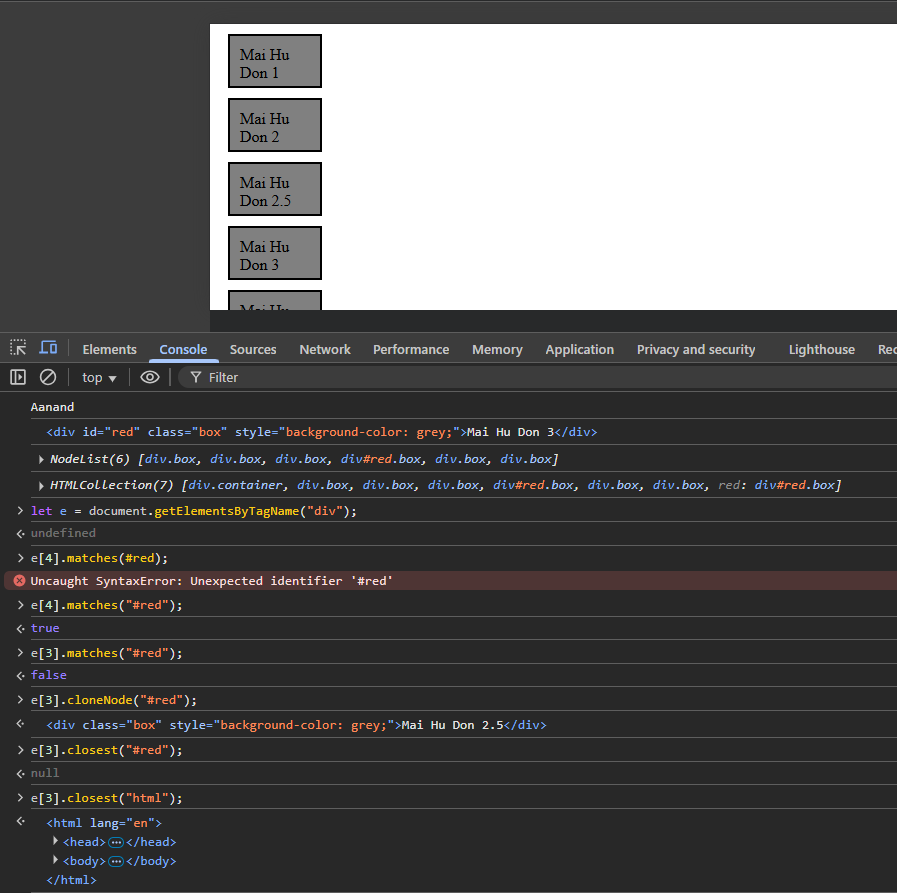 Mai Hu
Don 1
Mai Hu
Don 2
Mai Hu
Don 2.5
Mai Hu
Don 3
Mai Hu
Elements Console Sources Network Performance Memory Application Privacy and security Lighthouse Rec
top Filter
Aanand
<div id="red" class="box" style="background-color: grey;">Mai Hu Don 3</div>
NodeList(6) [div.box, div.box, div.box, div#red.box, div.box, div.box]
HTMLCollection(7) [div.container, div.box, div.box, div.box, div#red.box, div.box, div.box, red: div#red.box]
let e = document.getElementsByTagName("div");
undefined
e[4].matches(#red);
Uncaught SyntaxError: Unexpected identifier '#red'
e[4].matches("#red");
true
e[3].matches("#red");
false
e[3].cloneNode("#red");
<div class="box" style="background-color: grey;">Mai Hu Don 2.5</div>
e[3].closest("#red");
null
e[3].closest("html");
<html lang="en">
<head>…</head>
<body>…</body>
</html>